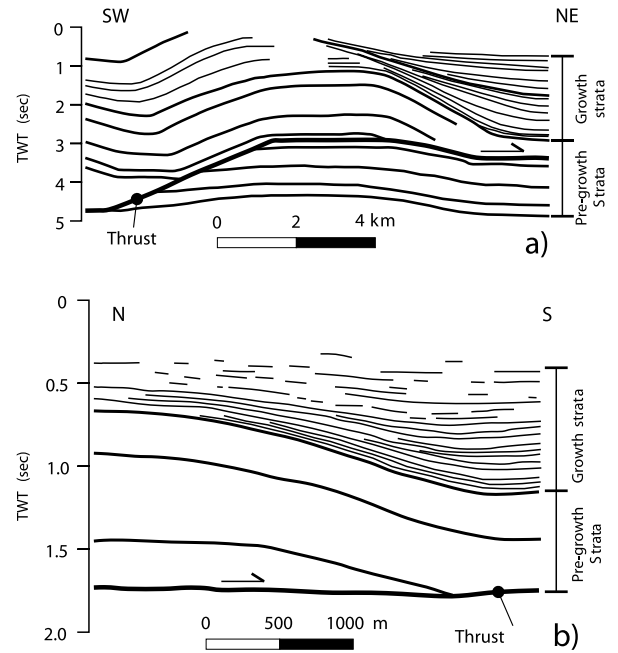 SW NE
0
1
2
3
4
5
TWT (sec)
Growth
strata
Pre-growth
Strata
Thrust
0 2 4 km
a)
0
0.5
1.0
1.5
2.0
TWT (sec)
N S
Growth strata
Pre-growth
Strata
0 500 1000 m
Thrust
b)